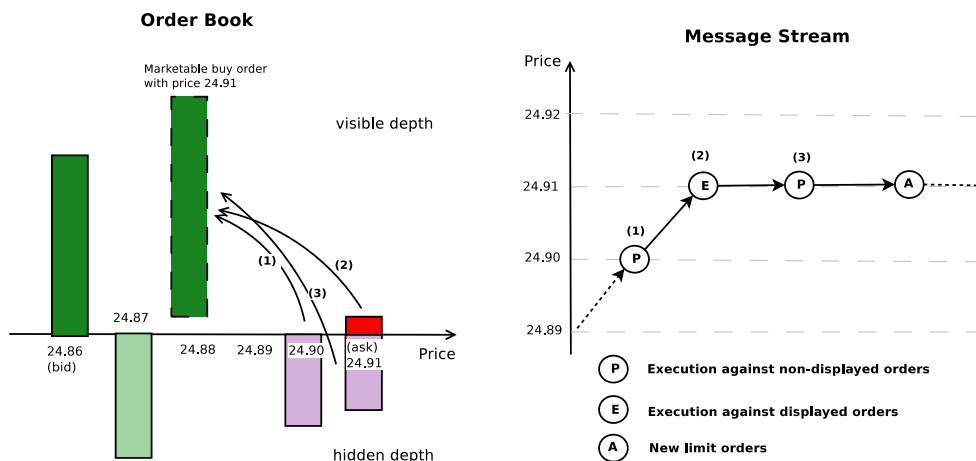 Order Book
Marketable buy order
with price 24.91
visible depth
(1)
(2)
(3)
24.87
24.86
(bid)
24.88
24.89
24.90
(ask)
24.91
Price
hidden depth
Message Stream
Price
24.92
24.91
24.90
24.89
(1)
(2)
(3)
P
E
P
A
P Execution against non-displayed orders
E Execution against displayed orders
A New limit orders